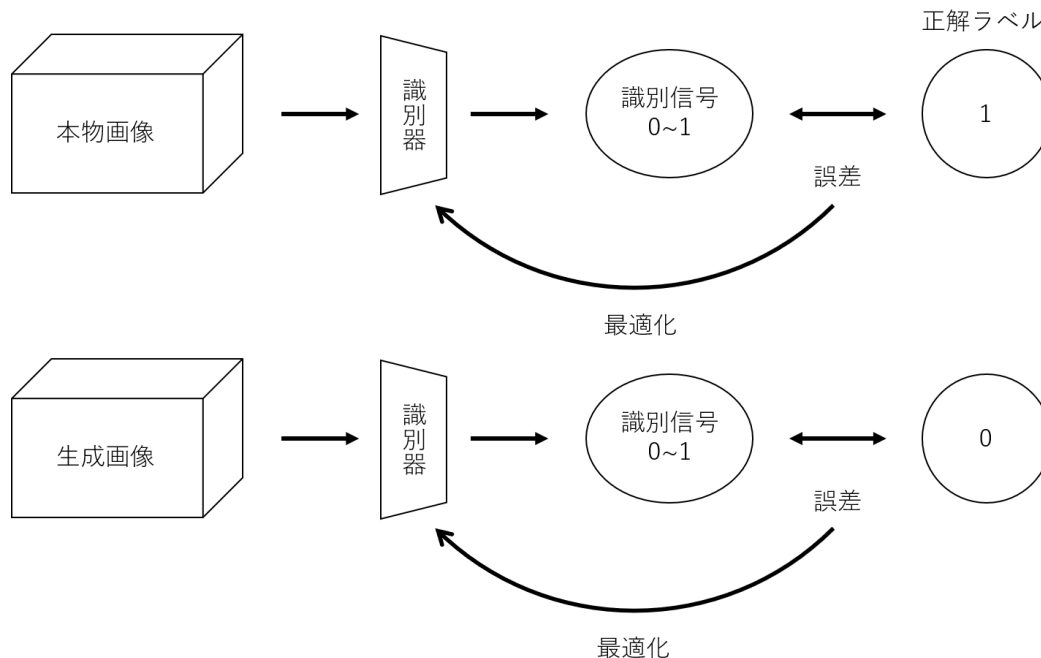 正解ラベル
本物画像
識別器
識別信号
0~1
1
誤差
最適化
生成画像
識別器
識別信号
0~1
0
誤差
最適化